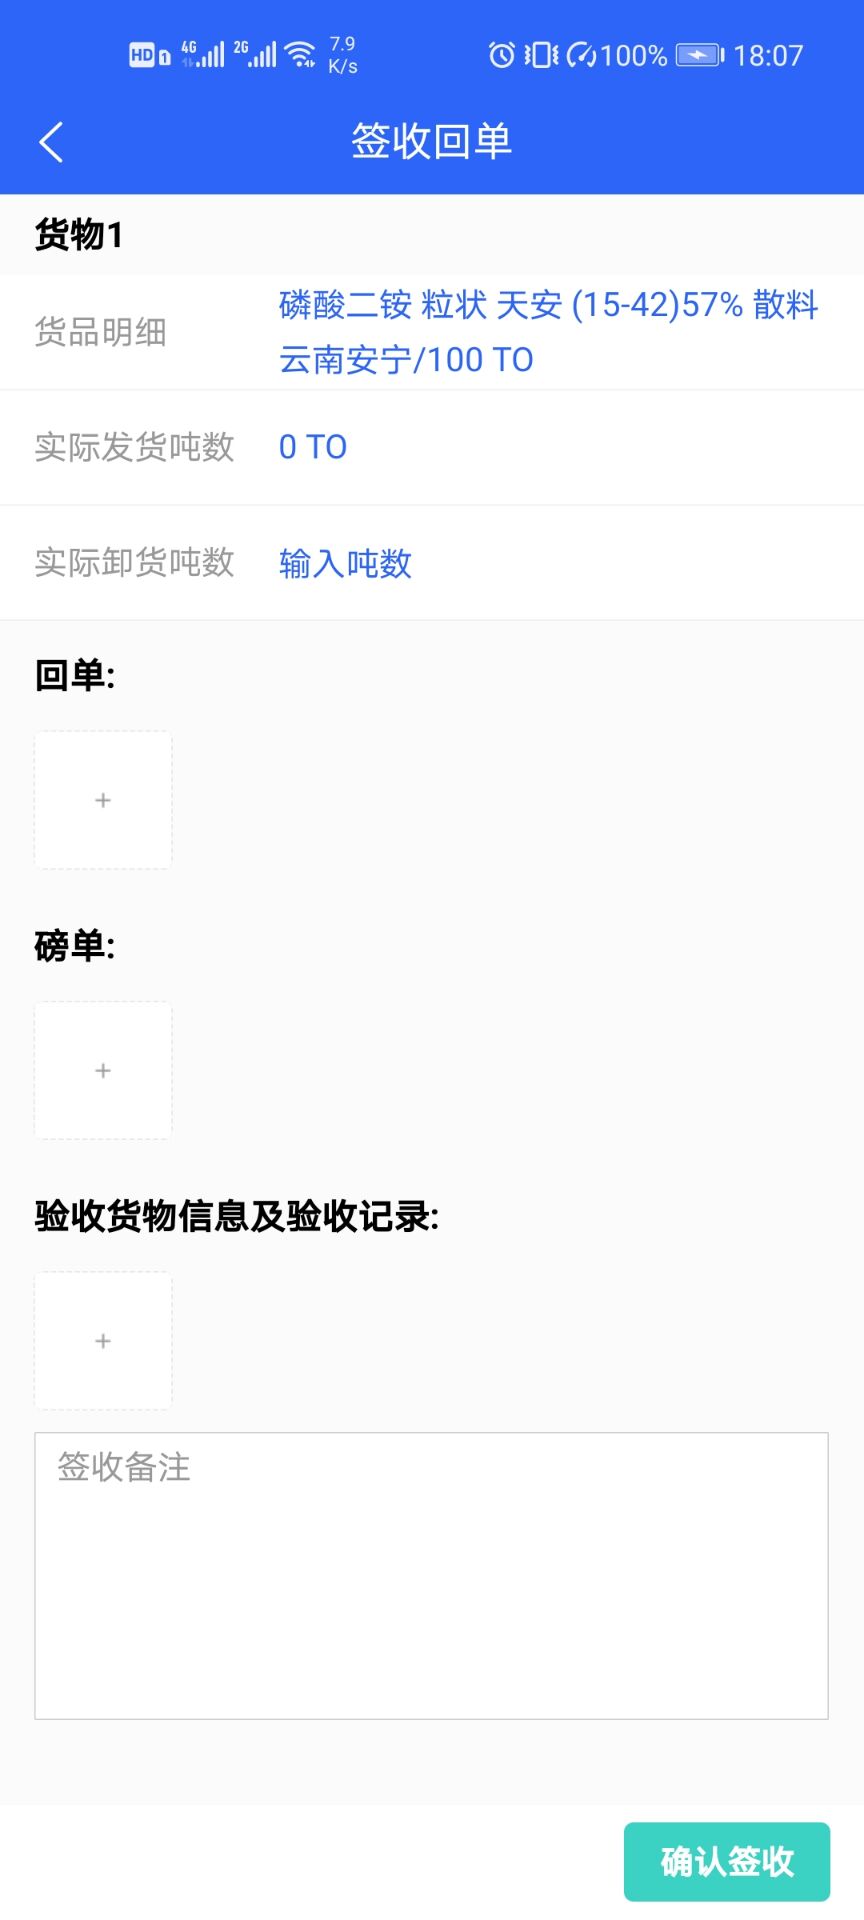 HD 1 4G 2G 7.9 K/s 100% 18:07
签收回单
货物1
货品明细
磷酸二铵 粒状 天安 (15-42)57% 散料
云南安宁/100 TO
实际发货吨数 0 TO
实际卸货吨数 输入吨数
回单:
+
磅单:
+
验收货物信息及验收记录:
+
签收备注
确认签收